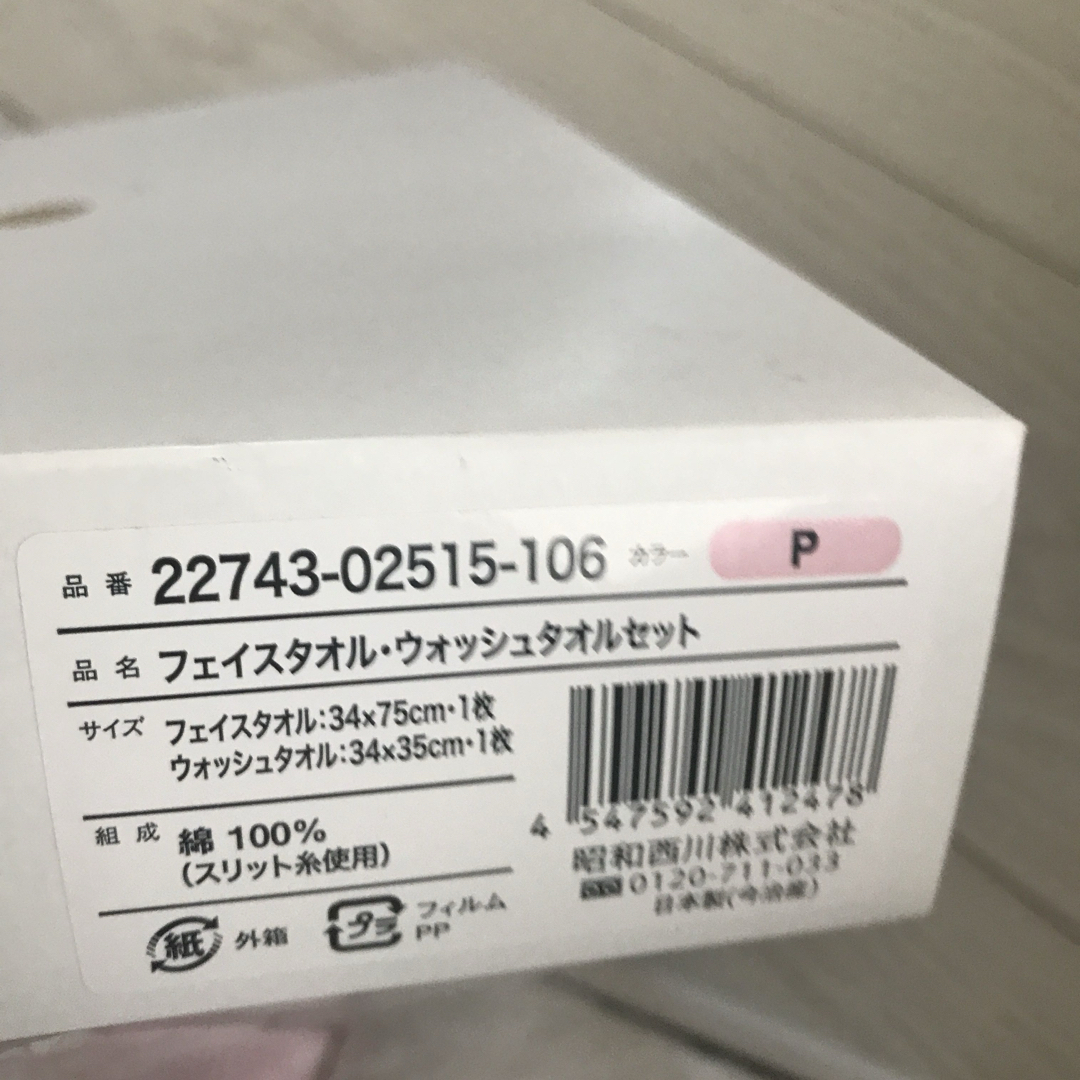 品番 22743-02515-106 カラー P
品名 フェイスタオル・ウォッシュタオルセット
サイズ フェイスタオル:34×75cm・1枚
ウォッシュタオル:34×35cm・1枚
組成 綿 100%
(スリット糸使用)
4 547592 412478
昭和西川株式会社
0120-711-033
日本製(今治産)
紙 外箱 プラ フィルム
PP